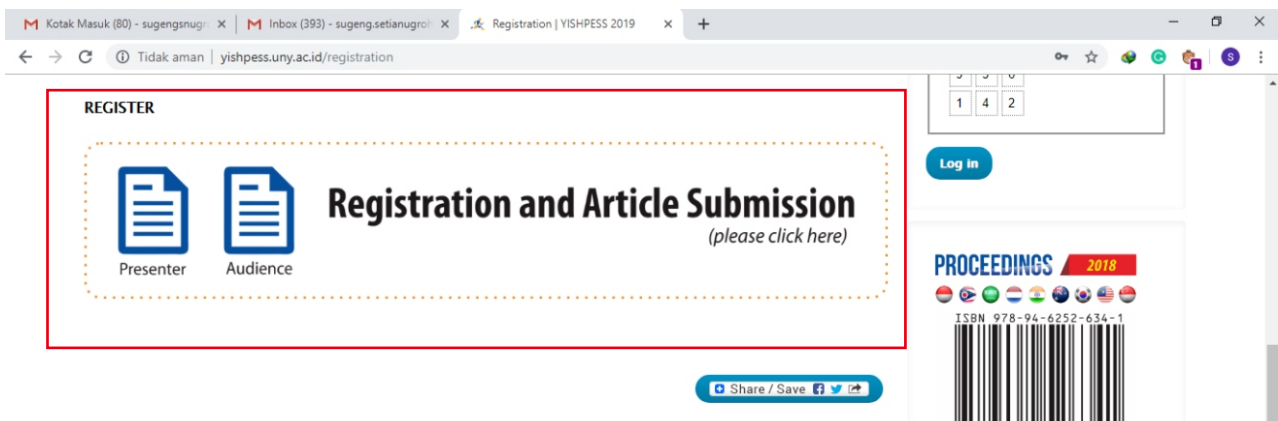 Kotak Masuk (80) - sugengsnugr
Inbox (393) - sugeng.setianugroh
Registration | YISHPESS 2019
Tidak aman | yishpess.uny.ac.id/registration
1
S
REGISTER
Registration and Article Submission
(please click here)
Presenter
Audience
1 4 2
Log in
PROCEEDINGS 2018
ISBN 978-94-6252-634-1
Share / Save